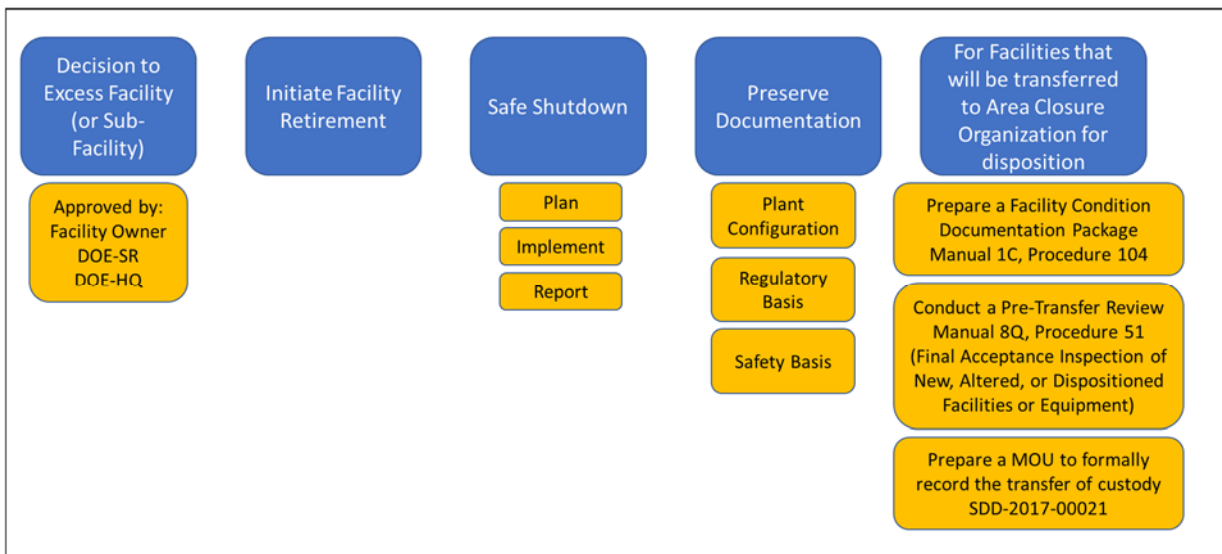 Decision to
Excess Facility
(or Sub-
Facility)
Approved by:
Facility Owner
DOE-SR
DOE-HQ
Initiate Facility
Retirement
Safe Shutdown
Plan
Implement
Report
Preserve
Documentation
Plant
Configuration
Regulatory
Basis
Safety Basis
For Facilities that
will be transferred
to Area Closure
Organization for
disposition
Prepare a Facility Condition
Documentation Package
Manual 1C, Procedure 104
Conduct a Pre-Transfer Review
Manual 8Q, Procedure 51
(Final Acceptance Inspection of
New, Altered, or Dispositioned
Facilities or Equipment)
Prepare a MOU to formally
record the transfer of custody
SDD-2017-00021